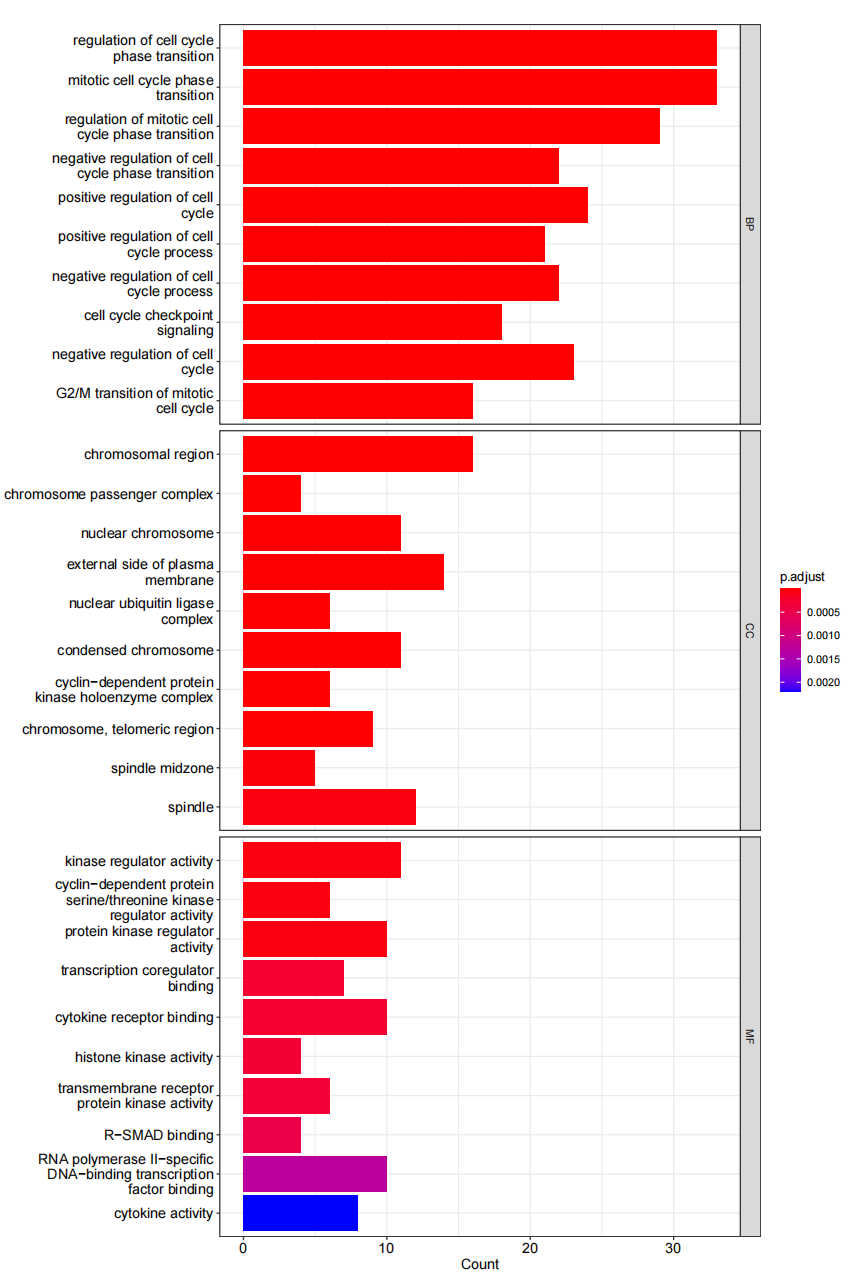 regulation of cell cycle
phase transition
mitotic cell cycle phase
transition
regulation of mitotic cell
cycle phase transition
negative regulation of cell
cycle phase transition
positive regulation of cell
cycle
positive regulation of cell
cycle process
negative regulation of cell
cycle process
cell cycle checkpoint
signaling
negative regulation of cell
cycle
G2/M transition of mitotic
cell cycle
BP
chromosomal region
chromosome passenger complex
nuclear chromosome
external side of plasma
membrane
nuclear ubiquitin ligase
complex
condensed chromosome
cyclin−dependent protein
kinase holoenzyme complex
chromosome, telomeric region
spindle midzone
spindle
CC
kinase regulator activity
cyclin−dependent protein
serine/threonine kinase
regulator activity
protein kinase regulator
activity
transcription coregulator
binding
cytokine receptor binding
histone kinase activity
transmembrane receptor
protein kinase activity
R−SMAD binding
RNA polymerase II−specific
DNA−binding transcription
factor binding
cytokine activity
MF
0 10 20 30
Count
p.adjust
0.0005
0.0010
0.0015
0.0020